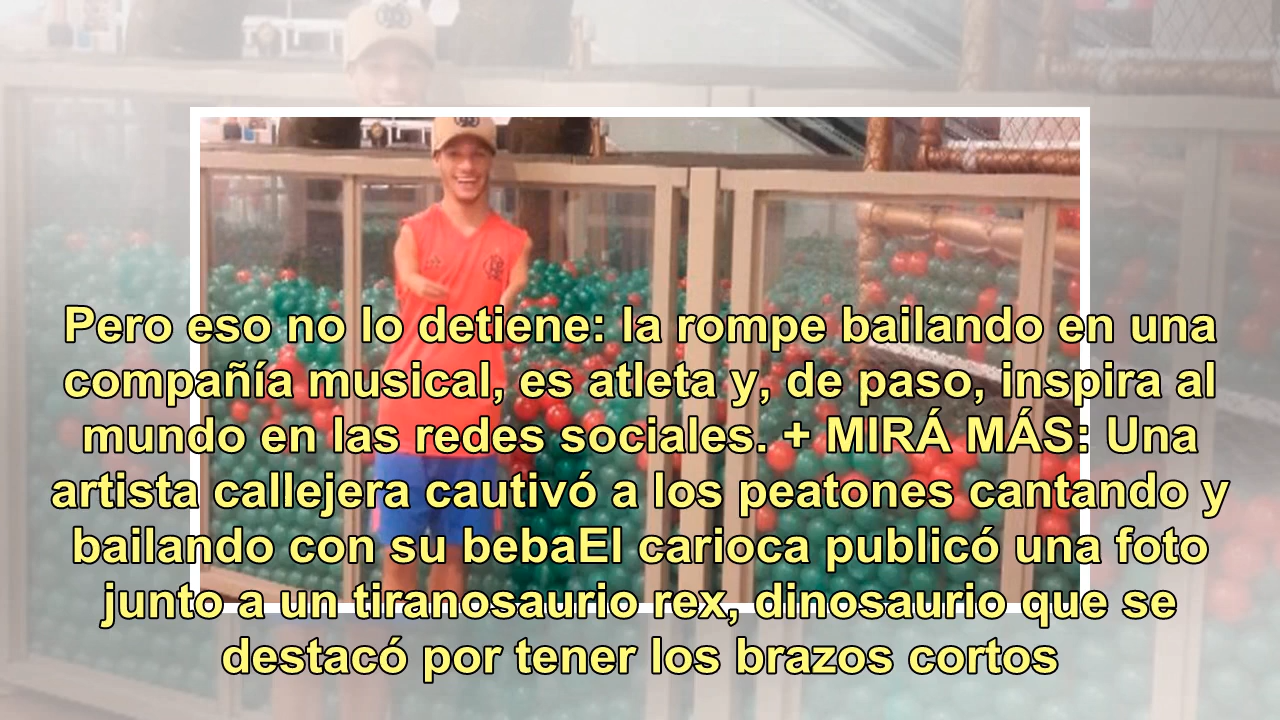 Pero eso no lo detiene: la rompe bailando en una
compañía musical, es atleta y, de paso, inspira al
mundo en las redes sociales. + MIRÁ MÁS: Una
artista callejera cautivó a los peatones cantando y
bailando con su bebaEl carioca publicó una foto
junto a un tiranosaurio rex, dinosaurio que se
destacó por tener los brazos cortos